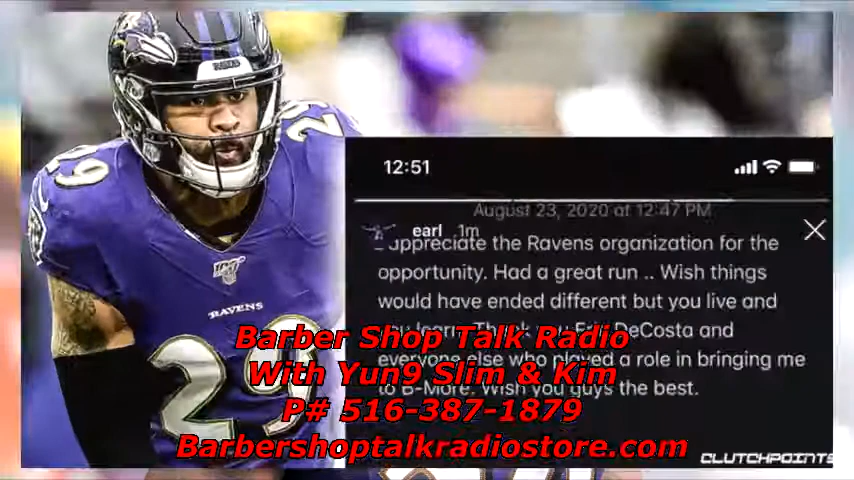 12:51
August 23, 2020 at 12:47 PM
earl 1m
appreciate the Ravens organization for the
opportunity. Had a great run .. Wish things
would have ended different but you live and
DeCosta and
everyone else who played a role in bringing me
to B-More. Wish you guys the best.
Barber Shop Talk Radio
With Yun9 Slim & Kim
P# 516-387-1879
Barbershoptalkradiostore.com
CLUTCHPOINTS
29
29
RAVENS
29